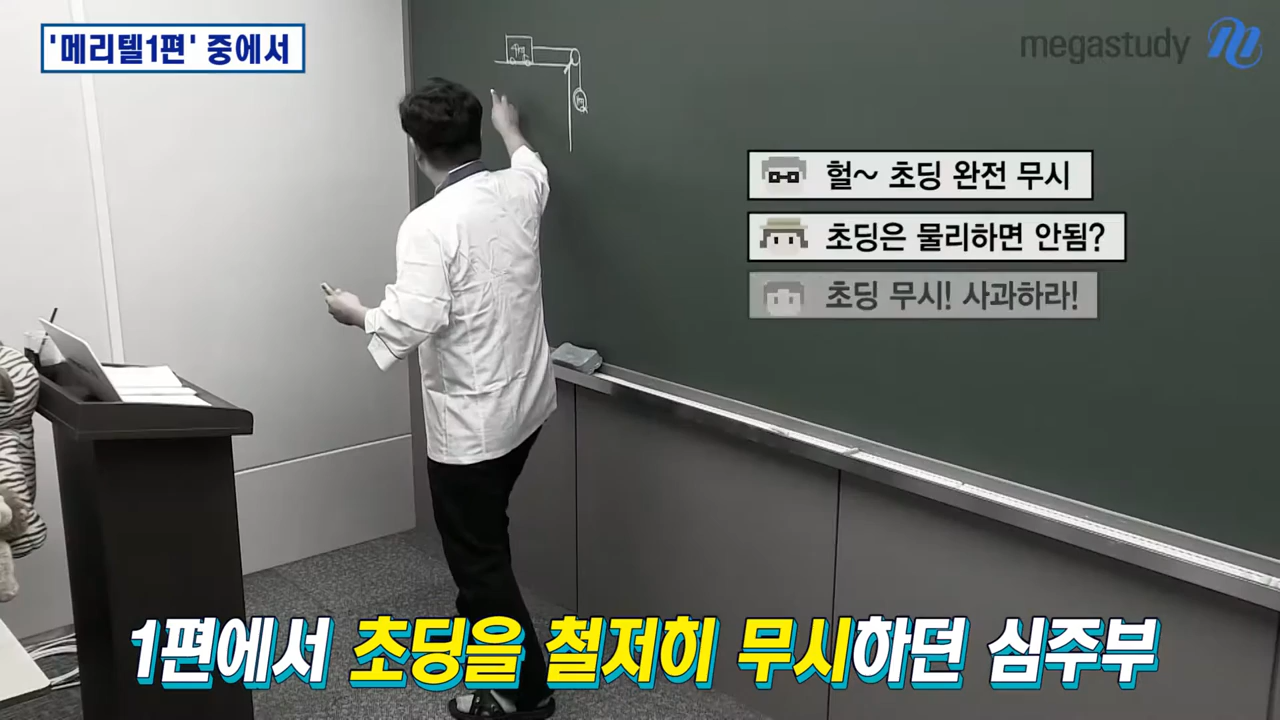 '메리텔1편' 중에서
megastudy
4kg
헐~ 초딩 완전 무시
초딩은 물리하면 안됨?
초딩 무시! 사과하라!
1편에서 초딩을 철저히 무시하던 심주부